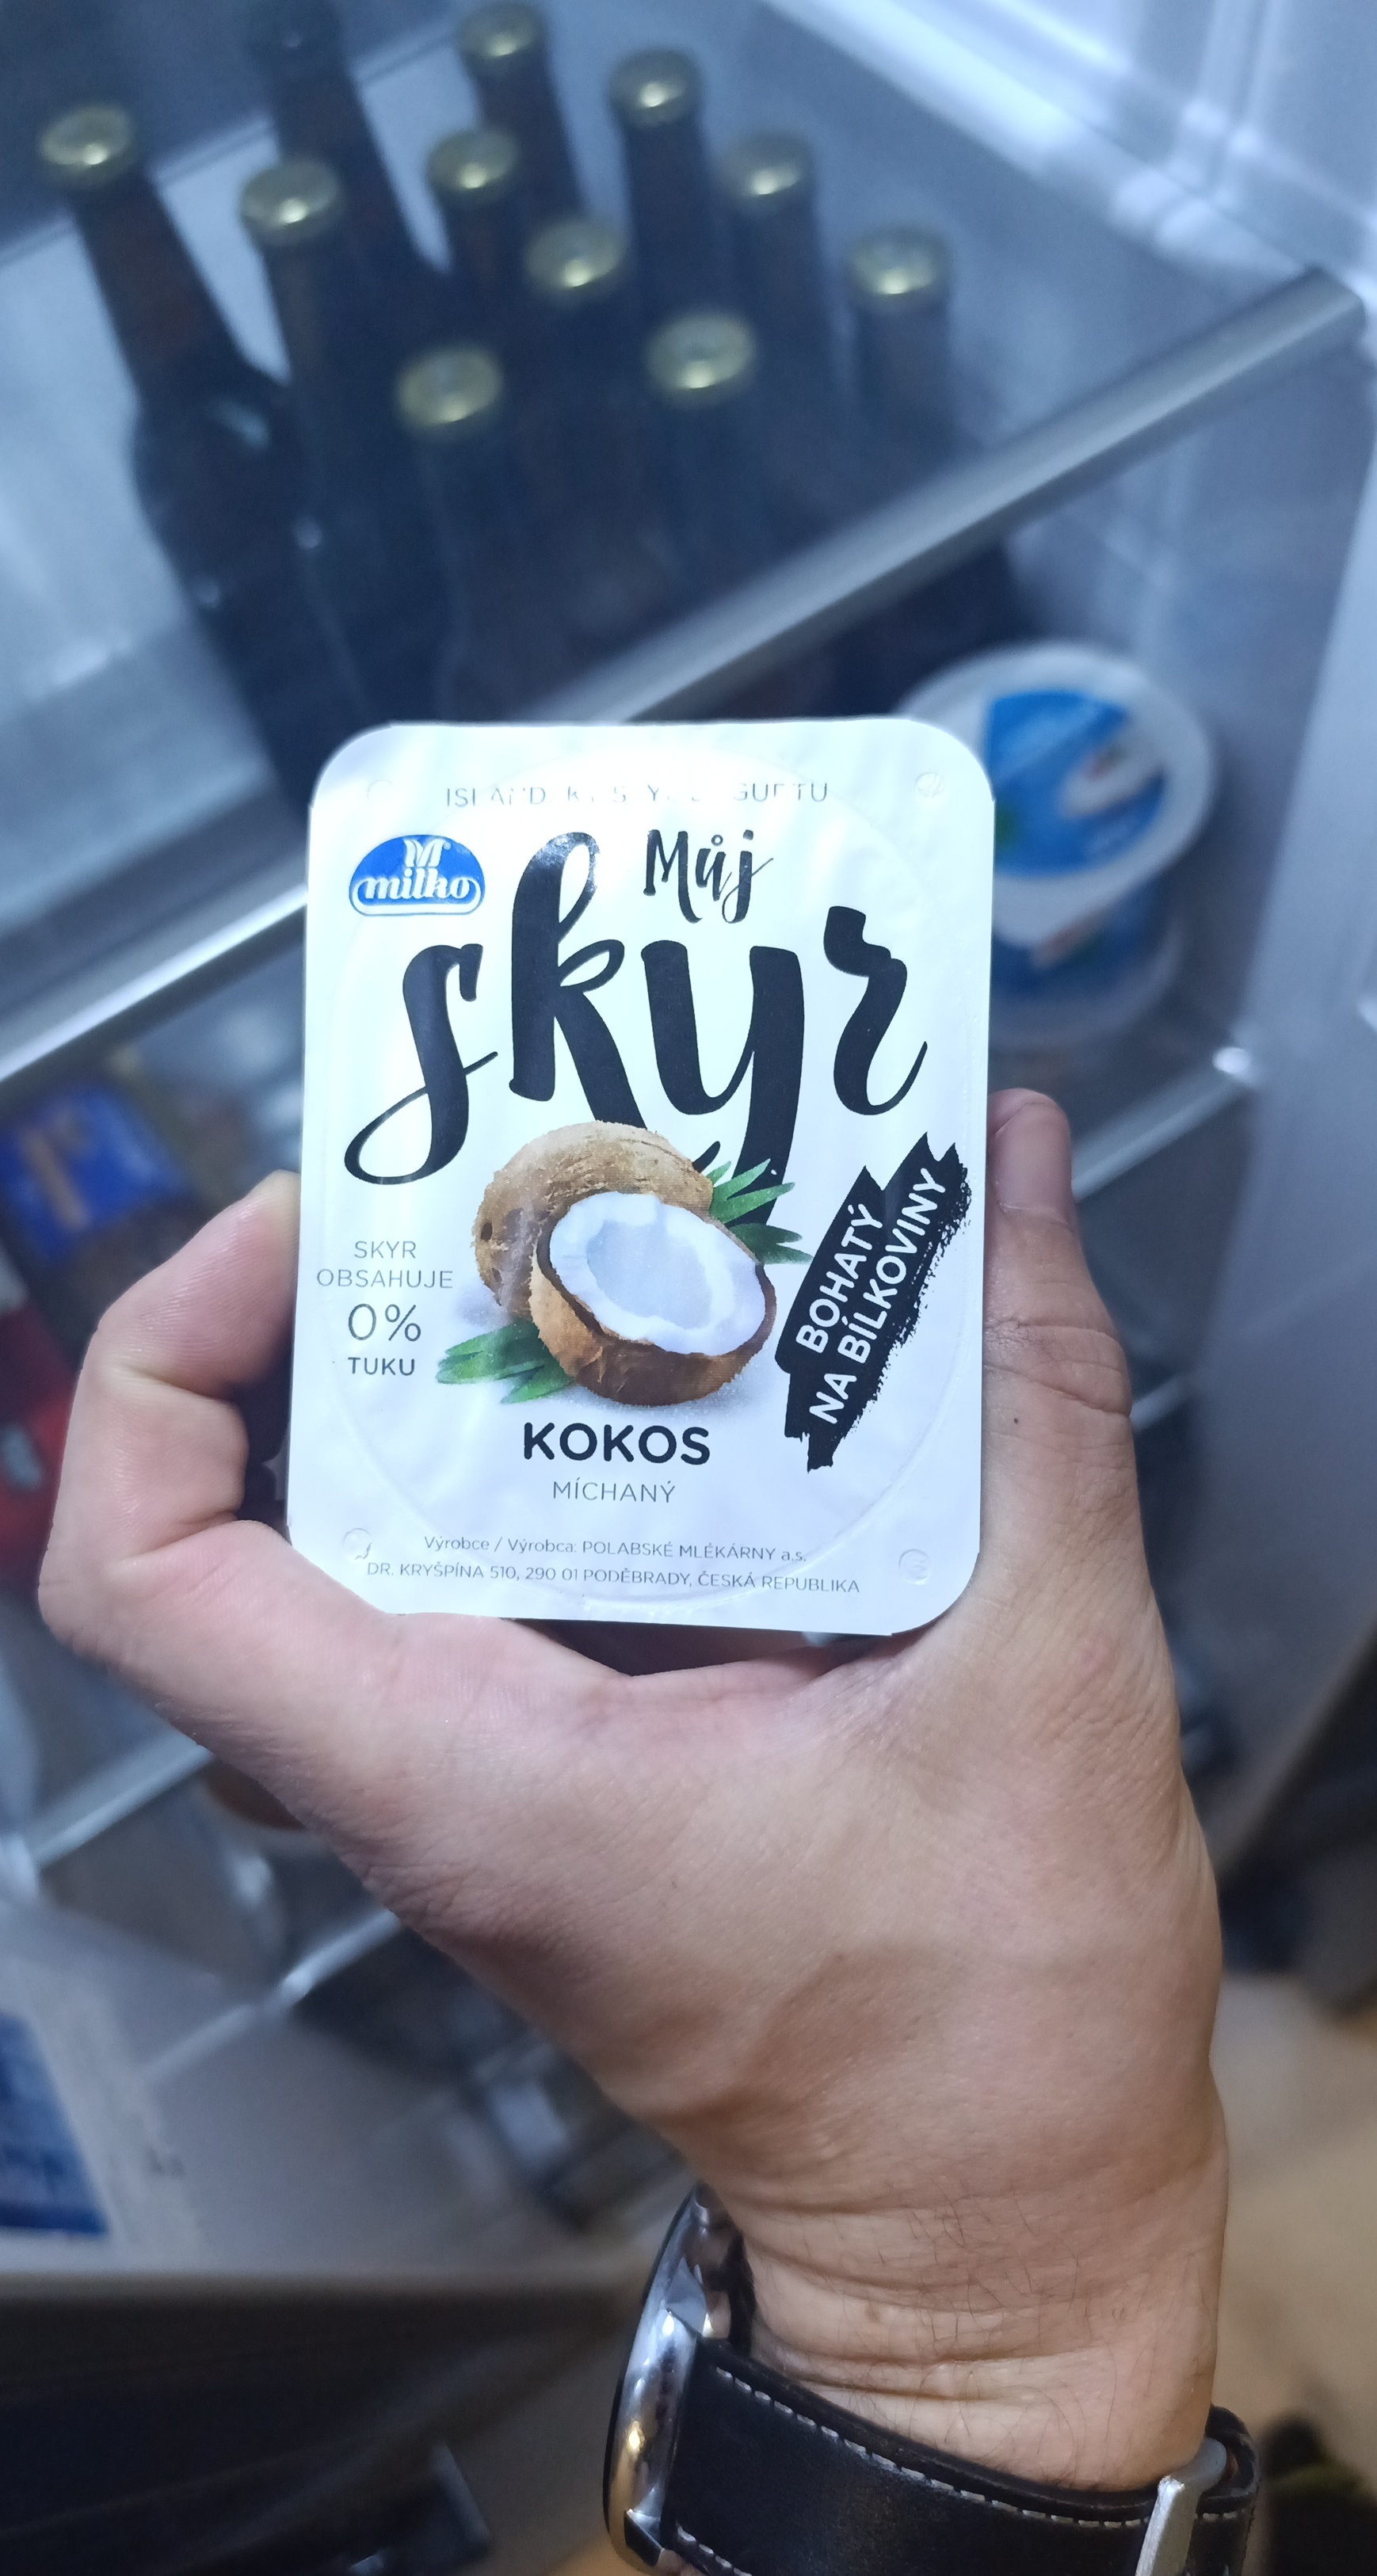 milko
Můj
skyr
SKYR
OBSAHUJE
0%
TUKU
BOHATÝ
NA BÍLKOVINY
KOKOS
MÍCHANÝ
Výrobce / Výrobca: POLABSKÉ MLÉKÁRNY a.s.
DR. KRYŠPÍNA 510, 290 01 PODĚBRADY, ČESKÁ REPUBLIKA